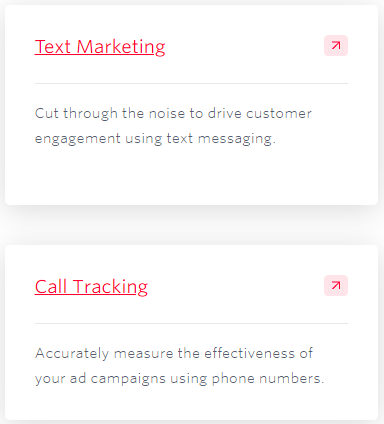 Text Marketing
Cut through the noise to drive customer
engagement using text messaging.
Call Tracking
Accurately measure the effectiveness of
your ad campaigns using phone numbers.